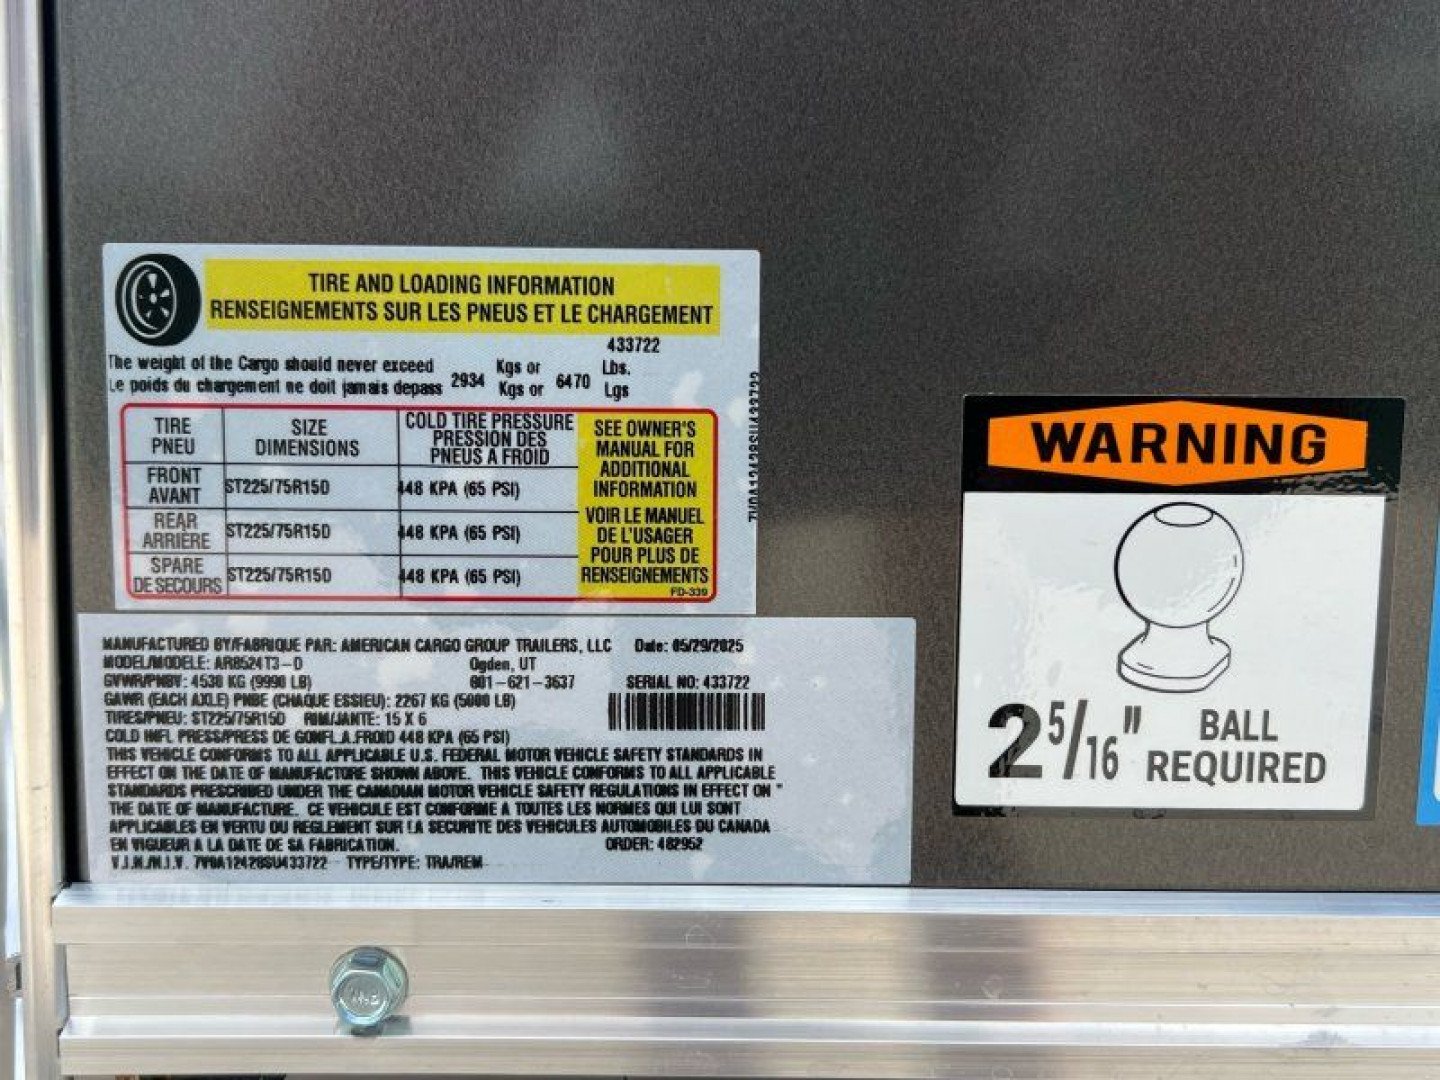 TIRE AND LOADING INFORMATION
RENSEIGNEMENTS SUR LES PNEUS ET LE CHARGEMENT
433722
The weight of the Cargo should never exceed Kgs or Lbs.
Le poids du chargement ne doit jamais depass 2934 Kgs or 6470 Lgs
TIRE SIZE COLD TIRE PRESSURE
PNEU DIMENSIONS PRESSION DES
PNEUS A FROID
FRONT
AVANT ST225/75R15D 448 KPA (65 PSI)
REAR
ARRIÈRE ST225/75R15D 448 KPA (65 PSI)
SPARE
DE SECOURS ST225/75R15D 448 KPA (65 PSI)
SEE OWNER'S
MANUAL FOR
ADDITIONAL
INFORMATION
VOIR LE MANUEL
DE L'USAGER
POUR PLUS DE
RENSEIGNEMENTS
FD-339
MANUFACTURED BY/FABRIQUE PAR: AMERICAN CARGO GROUP TRAILERS, LLC Date: 05/29/2025
MODEL/MODELE: AR8524T3-D Ogden, UT
GVWR/PNBV: 4530 KG (9990 LB) 801-621-3637 SERIAL NO: 433722
GAWR (EACH AXLE) PNBE (CHAQUE ESSIEU): 2267 KG (5000 LB)
TIRES/PNEU: ST225/75R15D RIM/JANTE: 15 X 6
COLD INFL PRESS/PRESS DE GONFL.A.FROID 448 KPA (65 PSI)
THIS VEHICLE CONFORMS TO ALL APPLICABLE U.S. FEDERAL MOTOR VEHICLE SAFETY STANDARDS IN
EFFECT ON THE DATE OF MANUFACTURE SHOWN ABOVE. THIS VEHICLE CONFORMS TO ALL APPLICABLE
STANDARDS PRESCRIBED UNDER THE CANADIAN MOTOR VEHICLE SAFETY REGULATIONS IN EFFECT ON
THE DATE OF MANUFACTURE. CE VEHICULE EST CONFORME A TOUTES LES NORMES QUI LUI SONT
APPLICABLES EN VERTU DU REGLEMENT SUR LA SECURITE DES VEHICULES AUTOMOBILES DU CANADA
EN VIGUEUR A LA DATE DE SA FABRICATION. ORDER: 482952
V.I.N./N.I.V. 7V0A12428SU433722 TYPE/TYPE: TRA/REM
WARNING
2 5/16" BALL
REQUIRED